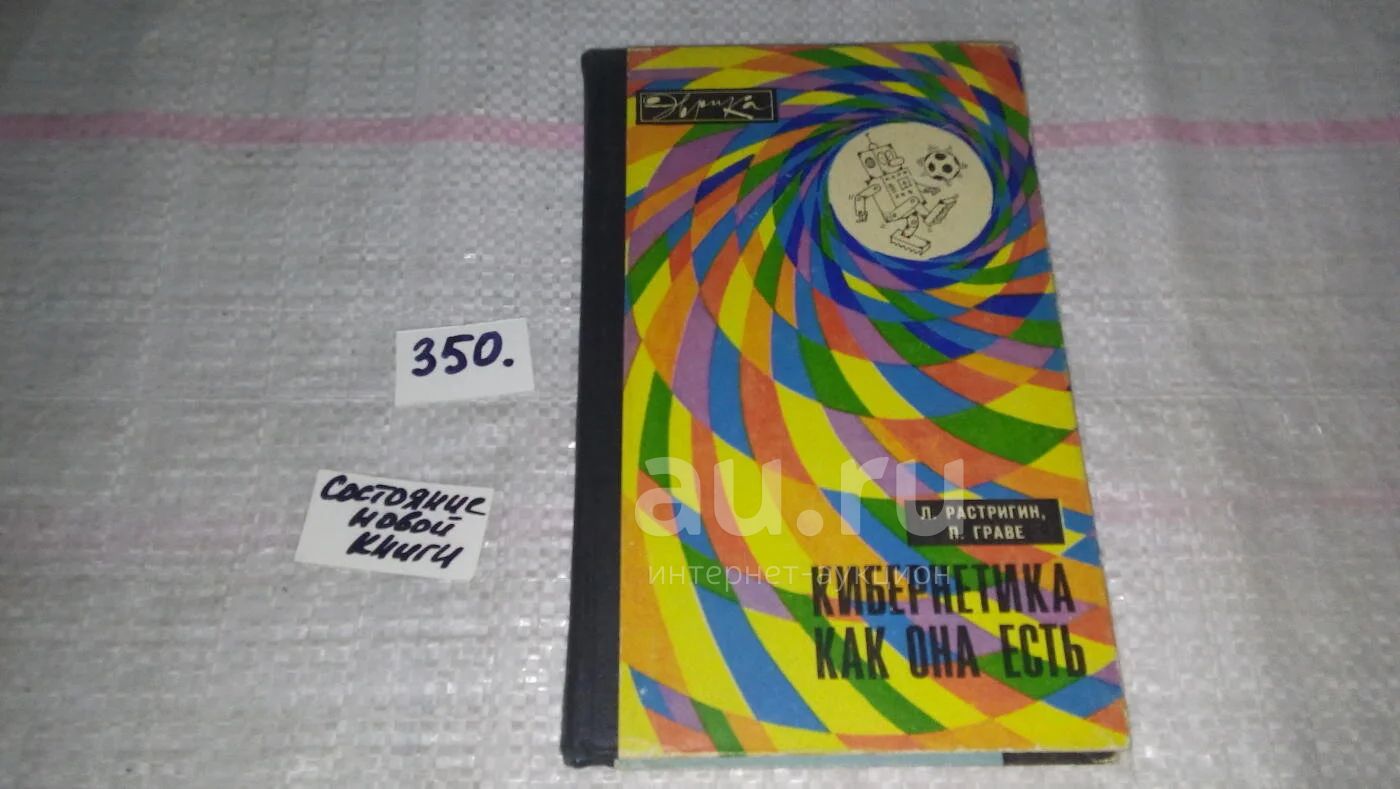 Эврика
350.
Состояние
новой
книги
au.ru
интернет-аукцион
Л. РАСТРИГИН,
П. ГРАВЕ
КИБЕРНЕТИКА
КАК ОНА ЕСТЬ